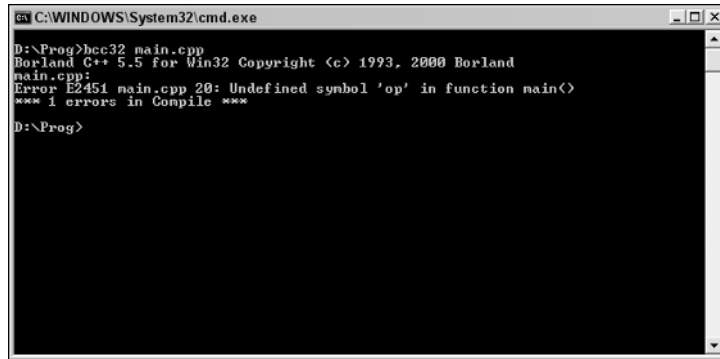 C:\WINDOWS\System32\cmd.exe
D:\Prog>bcc32 main.cpp
Borland C++ 5.5 for Win32 Copyright (c) 1993, 2000 Borland
main.cpp:
Error E2451 main.cpp 20: Undefined symbol 'op' in function main()
*** 1 errors in Compile ***
D:\Prog>